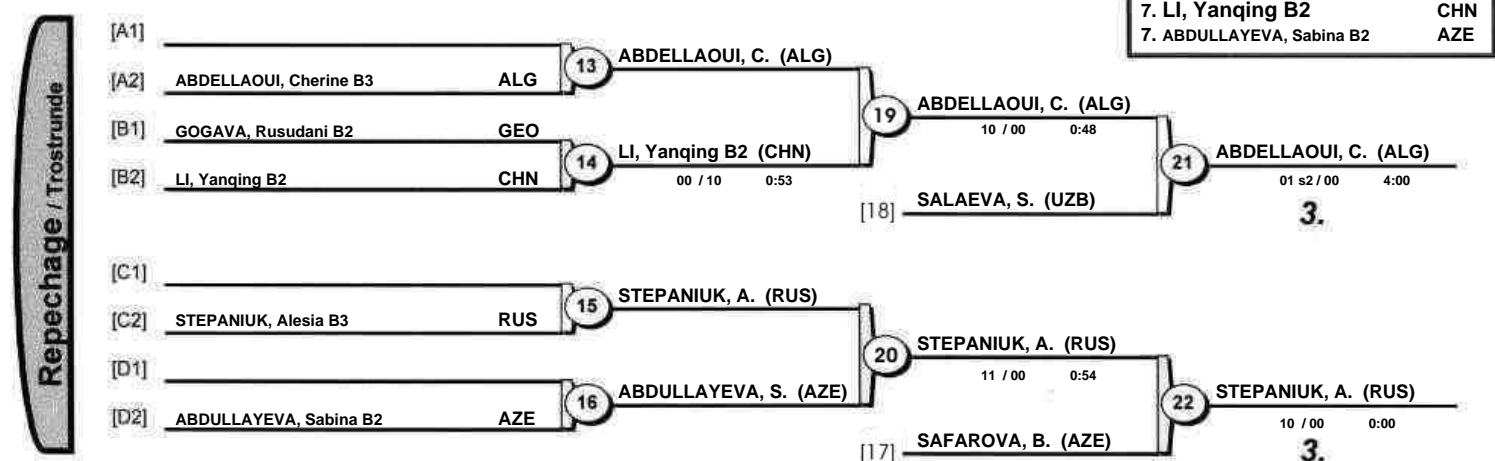 7. LI, Yanqing B2 CHN
7. ABDULLAYEVA, Sabina B2 AZE
Repechage / Trostrunde
[A1]
ABDELLAOUI, C. (ALG)
13
[A2] ABDELLAOUI, Cherine B3 ALG
ABDELLAOUI, C. (ALG)
19
10 / 00 0:48
[B1] GOGAVA, Rusudani B2 GEO
LI, Yanqing B2 (CHN)
14
00 / 10 0:53
[B2] LI, Yanqing B2 CHN
ABDELLAOUI, C. (ALG)
21
01 s2 / 00 4:00
3.
[18] SALAEVA, S. (UZB)
[C1]
STEPANIUK, A. (RUS)
15
[C2] STEPANIUK, Alesia B3 RUS
STEPANIUK, A. (RUS)
20
11 / 00 0:54
[D1]
ABDULLAYEVA, S. (AZE)
16
[D2] ABDULLAYEVA, Sabina B2 AZE
STEPANIUK, A. (RUS)
22
10 / 00 0:00
3.
[17] SAFAROVA, B. (AZE)